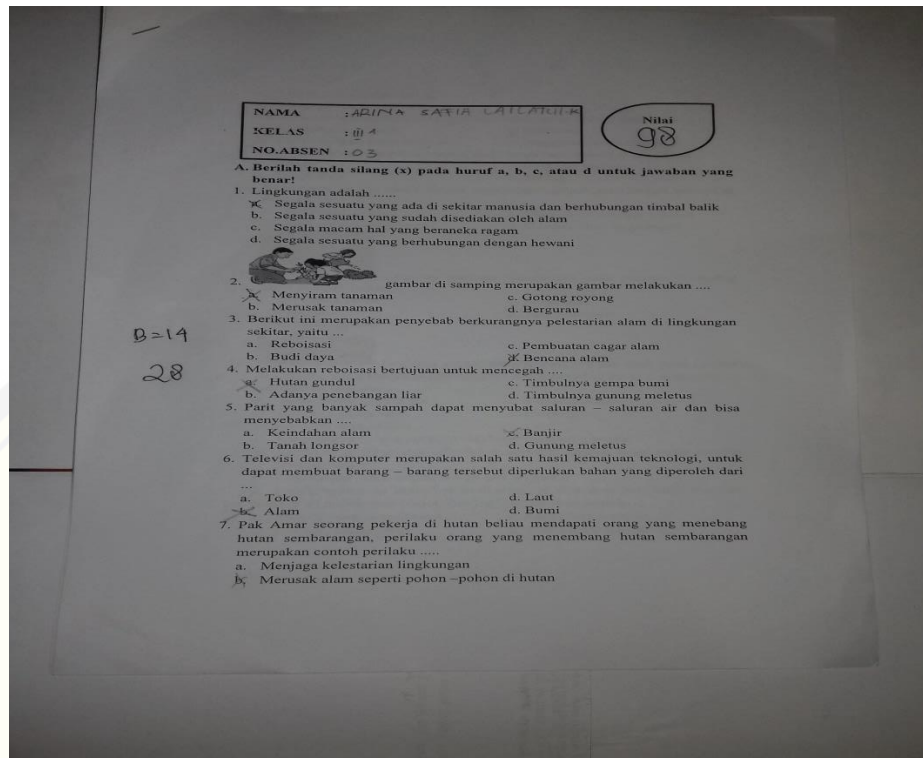 NAMA : ARINA SAFIA LAILATUL.K
KELAS : III 1
NO.ABSEN : 03
Nilai
98
A. Berilah tanda silang (x) pada huruf a, b, c, atau d untuk jawaban yang
benar!
1. Lingkungan adalah ......
a. Segala sesuatu yang ada di sekitar manusia dan berhubungan timbal balik
b. Segala sesuatu yang sudah disediakan oleh alam
c. Segala macam hal yang beraneka ragam
d. Segala sesuatu yang berhubungan dengan hewani
2. gambar di samping merupakan gambar melakukan ....
a. Menyiram tanaman c. Gotong royong
b. Merusak tanaman d. Bergurau
3. Berikut ini merupakan penyebab berkurangnya pelestarian alam di lingkungan
sekitar, yaitu ...
a. Reboisasi c. Pembuatan cagar alam
b. Budi daya d. Bencana alam
B=14
28
4. Melakukan reboisasi bertujuan untuk mencegah ....
a. Hutan gundul c. Timbulnya gempa bumi
b. Adanya penebangan liar d. Timbulnya gunung meletus
5. Parit yang banyak sampah dapat menyubat saluran – saluran air dan bisa
menyebabkan ....
a. Keindahan alam c. Banjir
b. Tanah longsor d. Gunung meletus
6. Televisi dan komputer merupakan salah satu hasil kemajuan teknologi, untuk
dapat membuat barang – barang tersebut diperlukan bahan yang diperoleh dari
...
a. Toko d. Laut
b. Alam d. Bumi
7. Pak Amar seorang pekerja di hutan beliau mendapati orang yang menebang
hutan sembarangan, perilaku orang yang menembang hutan sembarangan
merupakan contoh perilaku .....
a. Menjaga kelestarian lingkungan
b. Merusak alam seperti pohon –pohon di hutan